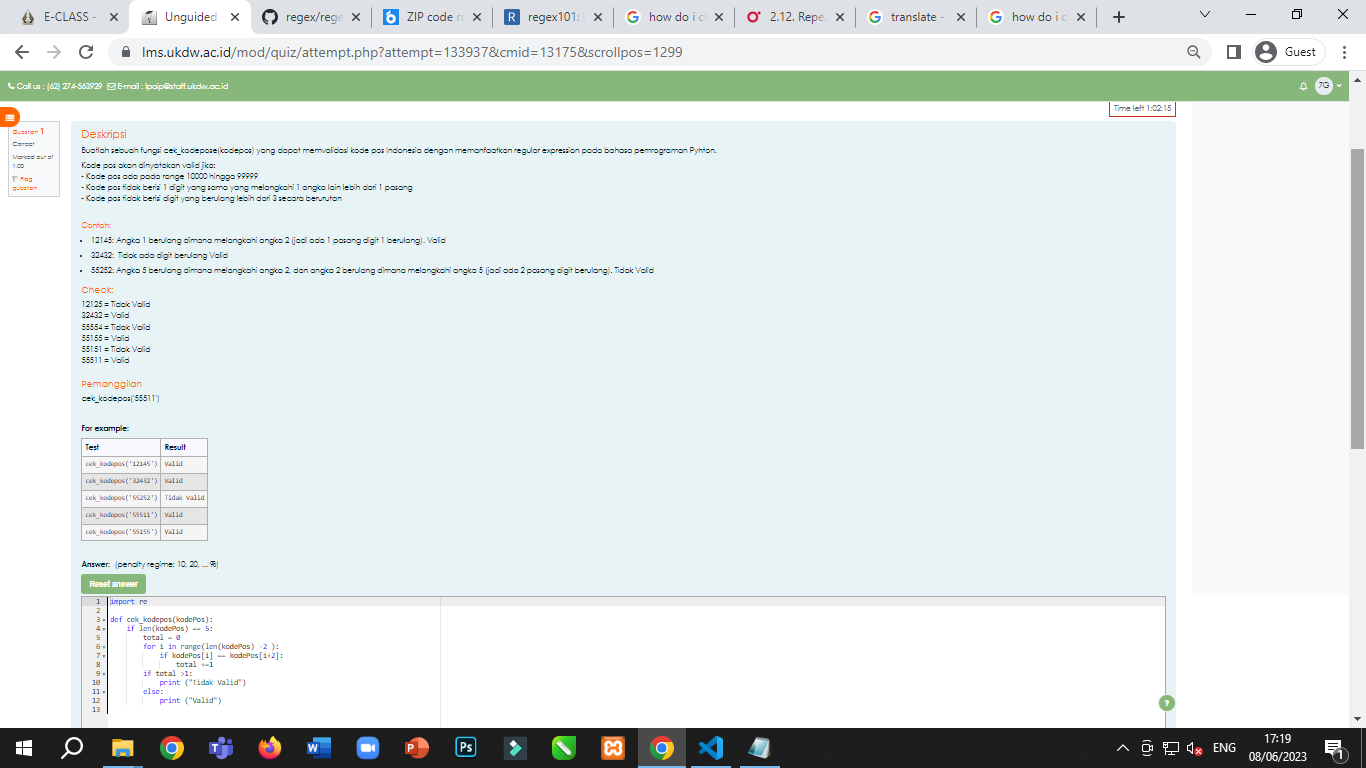 E-CLASS -
Unguided
regex/rege
ZIP code re
regex101:
how do i c
2.12. Repe
translate -
how do i c
lms.ukdw.ac.id/mod/quiz/attempt.php?attempt=133937&cmid=13175&scrollpos=1299
Guest
Call us : (62) 274-563929 E-mail : lpaip@staff.ukdw.ac.id
7G
Time left 1:02:15
Question 1
Correct
Marked out of
1.00
Flag
question
Deskripsi
Buatlah sebuah fungsi cek_kodepose(kodepos) yang dapat memvalidasi kode pos Indonesia dengan memanfaatkan regular expression pada bahasa pemrograman Pyhton.
Kode pos akan dinyatakan valid jika:
- Kode pos ada pada range 10000 hingga 99999
- Kode pos tidak berisi 1 digit yang sama yang melangkahi 1 angka lain lebih dari 1 pasang
- Kode pos tidak berisi digit yang berulang lebih dari 3 secara berurutan
Contoh:
• 12145: Angka 1 berulang dimana melangkahi angka 2 (jadi ada 1 pasang digit 1 berulang). Valid
• 32432: Tidak ada digit berulang Valid
• 55252: Angka 5 berulang dimana melangkahi angka 2, dan angka 2 berulang dimana melangkahi angka 5 (jadi ada 2 pasang digit berulang). Tidak Valid
Check:
12125 = Tidak Valid
32432 = Valid
55554 = Tidak Valid
55155 = Valid
55151 = Tidak Valid
55511 = Valid
Pemanggilan
cek_kodepos('55511')
For example:
Test Result
cek_kodepos('12145') Valid
cek_kodepos('32432') Valid
cek_kodepos('55252') Tidak Valid
cek_kodepos('55511') Valid
cek_kodepos('55155') Valid
Answer: (penalty regime: 10, 20, ... %)
Reset answer
1 import re
2
3 def cek_kodepos(kodePos):
4 if len(kodePos) == 5:
5 total = 0
6 for i in range(len(kodePos) -2 ):
7 if kodePos[i] == kodePos[i+2]:
8 total +=1
9 if total >1:
10 print ("Tidak Valid")
11 else:
12 print ("Valid")
13
?
ENG
17:19
08/06/2023
1